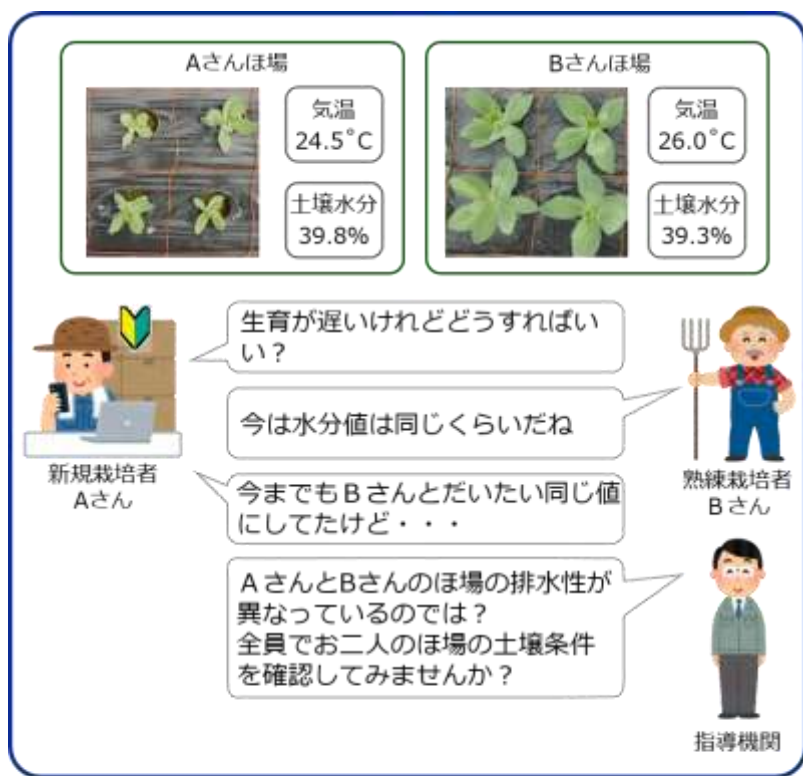 Aさんほ場
気温
24.5°C
土壌水分
39.8%
Bさんほ場
気温
26.0°C
土壌水分
39.3%
生育が遅いけれどどうすればい
い？
今は水分値は同じくらいだね
新規栽培者
Aさん
熟練栽培者
Bさん
今までもBさんとだいたい同じ値
にしてたけど・・・
AさんとBさんのほ場の排水性が
異なっているのでは？
全員でお二人のほ場の土壌条件
を確認してみませんか？
指導機関